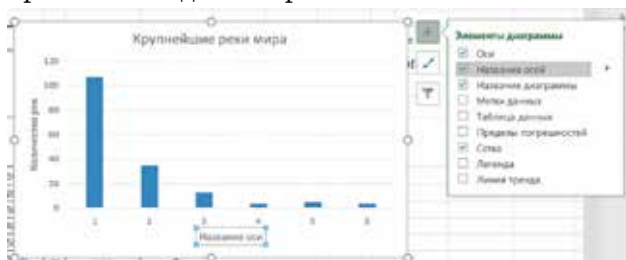 Крупнейшие реки мира
120
100
80
60
40
20
0
Количество рек
1 2 3 4 5 6
Название оси
Элементы диаграммы
Оси
Названия осей
Название диаграммы
Метки данных
Таблица данных
Пределы погрешностей
Сетка
Легенда
Линия тренда